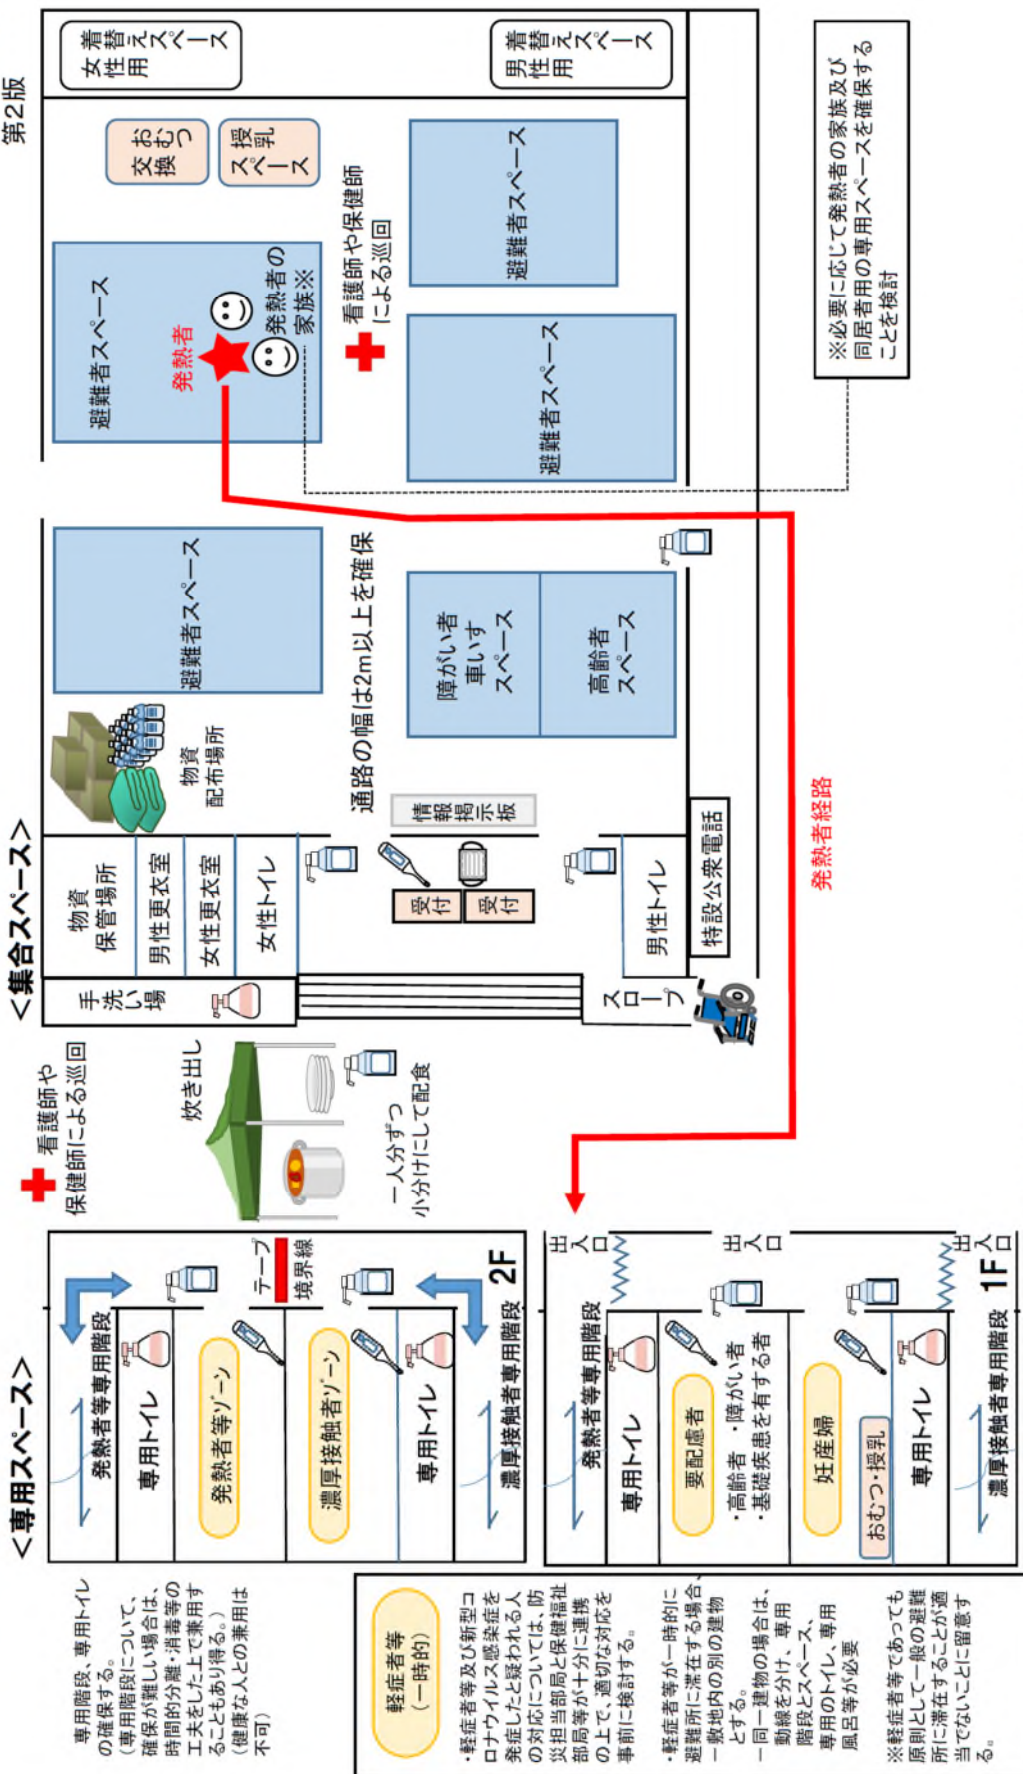 第2版
<専用スペース>
<集合スペース>
専用階段、専用トイレ
の確保する。
(専用階段について、
確保が難しい場合は、
時間的分離・消毒等の
工夫をした上で兼用す
ることもあり得る。)
(健康な人との兼用は
不可)
発熱者等専用階段
専用トイレ
発熱者等ゾーン
濃厚接触者ゾーン
専用トイレ
濃厚接触者専用階段
テープ
境界線
2F
看護師や
保健師による巡回
炊き出し
一人分ずつ
小分けにして配食
手洗い場
スロープ
物資
保管場所
男性更衣室
女性更衣室
女性トイレ
受付
受付
男性トイレ
特設公衆電話
物資
配布場所
情報掲示板
通路の幅は2m以上を確保
避難者スペース
障がい者
車いす
スペース
高齢者
スペース
避難者スペース
発熱者
発熱者の
家族※
看護師や保健師
による巡回
避難者スペース
避難者スペース
おむつ
交換
授乳
スペース
女性用
着替えスペース
男性用
着替えスペース
発熱者経路
※必要に応じて発熱者の家族及び
同居者用の専用スペースを確保する
ことを検討
軽症者等
(一時的)
・軽症者等及び新型コ
ロナウイルス感染症を
発症したと疑われる人
の対応については、防
災担当部局と保健福祉
部局等が十分に連携
の上で、適切な対応を
事前に検討する。
・軽症者等が一時的に
避難所に滞在する場合、
ー敷地内の別の建物
とする。
ー同一建物の場合は、
動線を分け、専用
階段とスペース、
専用のトイレ、専用
風呂等が必要
※軽症者等であっても
原則として一般の避難
所に滞在することが適
当でないことに留意す
る。
発熱者等専用階段
専用トイレ
要配慮者
・高齢者 ・障がい者
・基礎疾患を有する者
妊産婦
おむつ・授乳
専用トイレ
濃厚接触者専用階段
出入口
出入口
出入口
1F